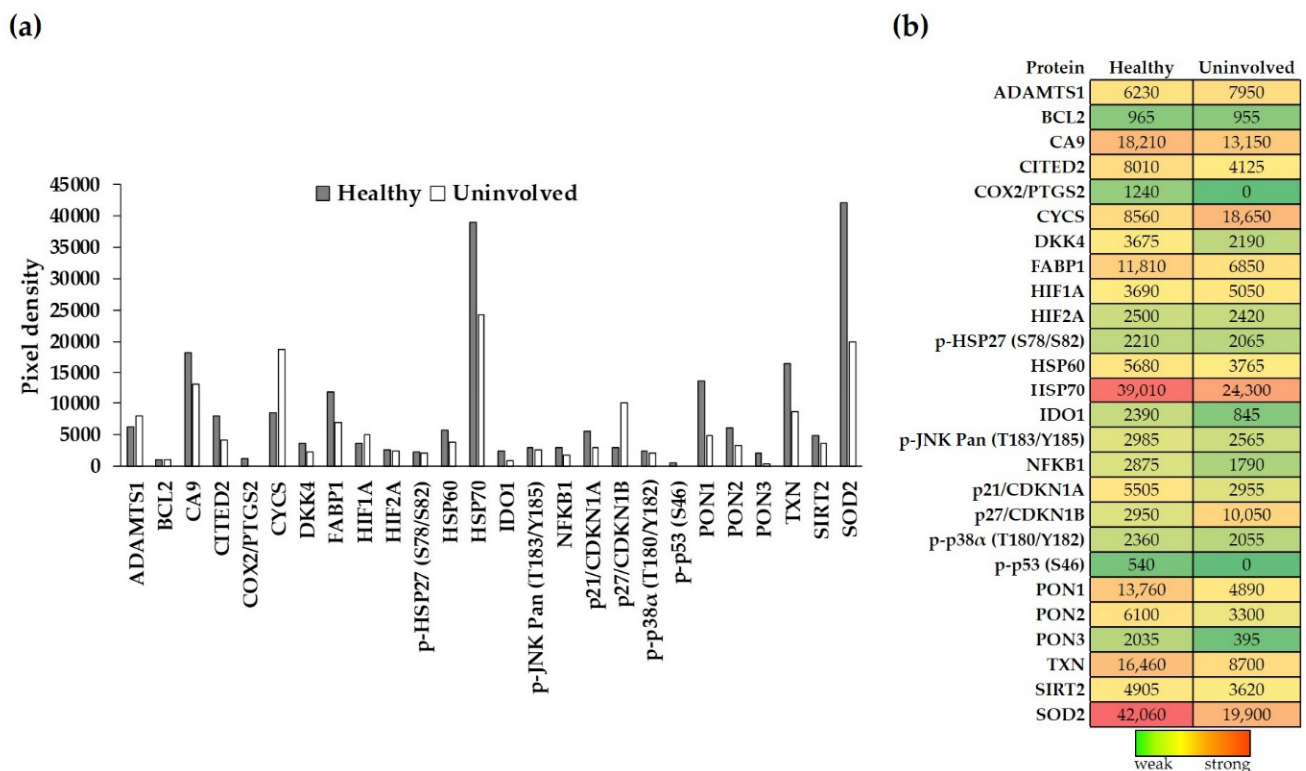 (a)
45000
40000
35000
30000
25000
20000
15000
10000
5000
0
Pixel density
Healthy Uninvolved
ADAMTS1
BCL2
CA9
CITED2
COX2/PTGS2
CYCS
DKK4
FABP1
HIF1A
HIF2A
p-HSP27 (S78/S82)
HSP60
HSP70
IDO1
p-JNK Pan (T183/Y185)
NFKB1
p21/CDKN1A
p27/CDKN1B
p-p38α (T180/Y182)
p-p53 (S46)
PON1
PON2
PON3
TXN
SIRT2
SOD2
(b)
Protein Healthy Uninvolved
ADAMTS1 6230 7950
BCL2 965 955
CA9 18,210 13,150
CITED2 8010 4125
COX2/PTGS2 1240 0
CYCS 8560 18,650
DKK4 3675 2190
FABP1 11,810 6850
HIF1A 3690 5050
HIF2A 2500 2420
p-HSP27 (S78/S82) 2210 2065
HSP60 5680 3765
HSP70 39,010 24,300
IDO1 2390 845
p-JNK Pan (T183/Y185) 2985 2565
NFKB1 2875 1790
p21/CDKN1A 5505 2955
p27/CDKN1B 2950 10,050
p-p38α (T180/Y182) 2360 2055
p-p53 (S46) 540 0
PON1 13,760 4890
PON2 6100 3300
PON3 2035 395
TXN 16,460 8700
SIRT2 4905 3620
SOD2 42,060 19,900
weak strong